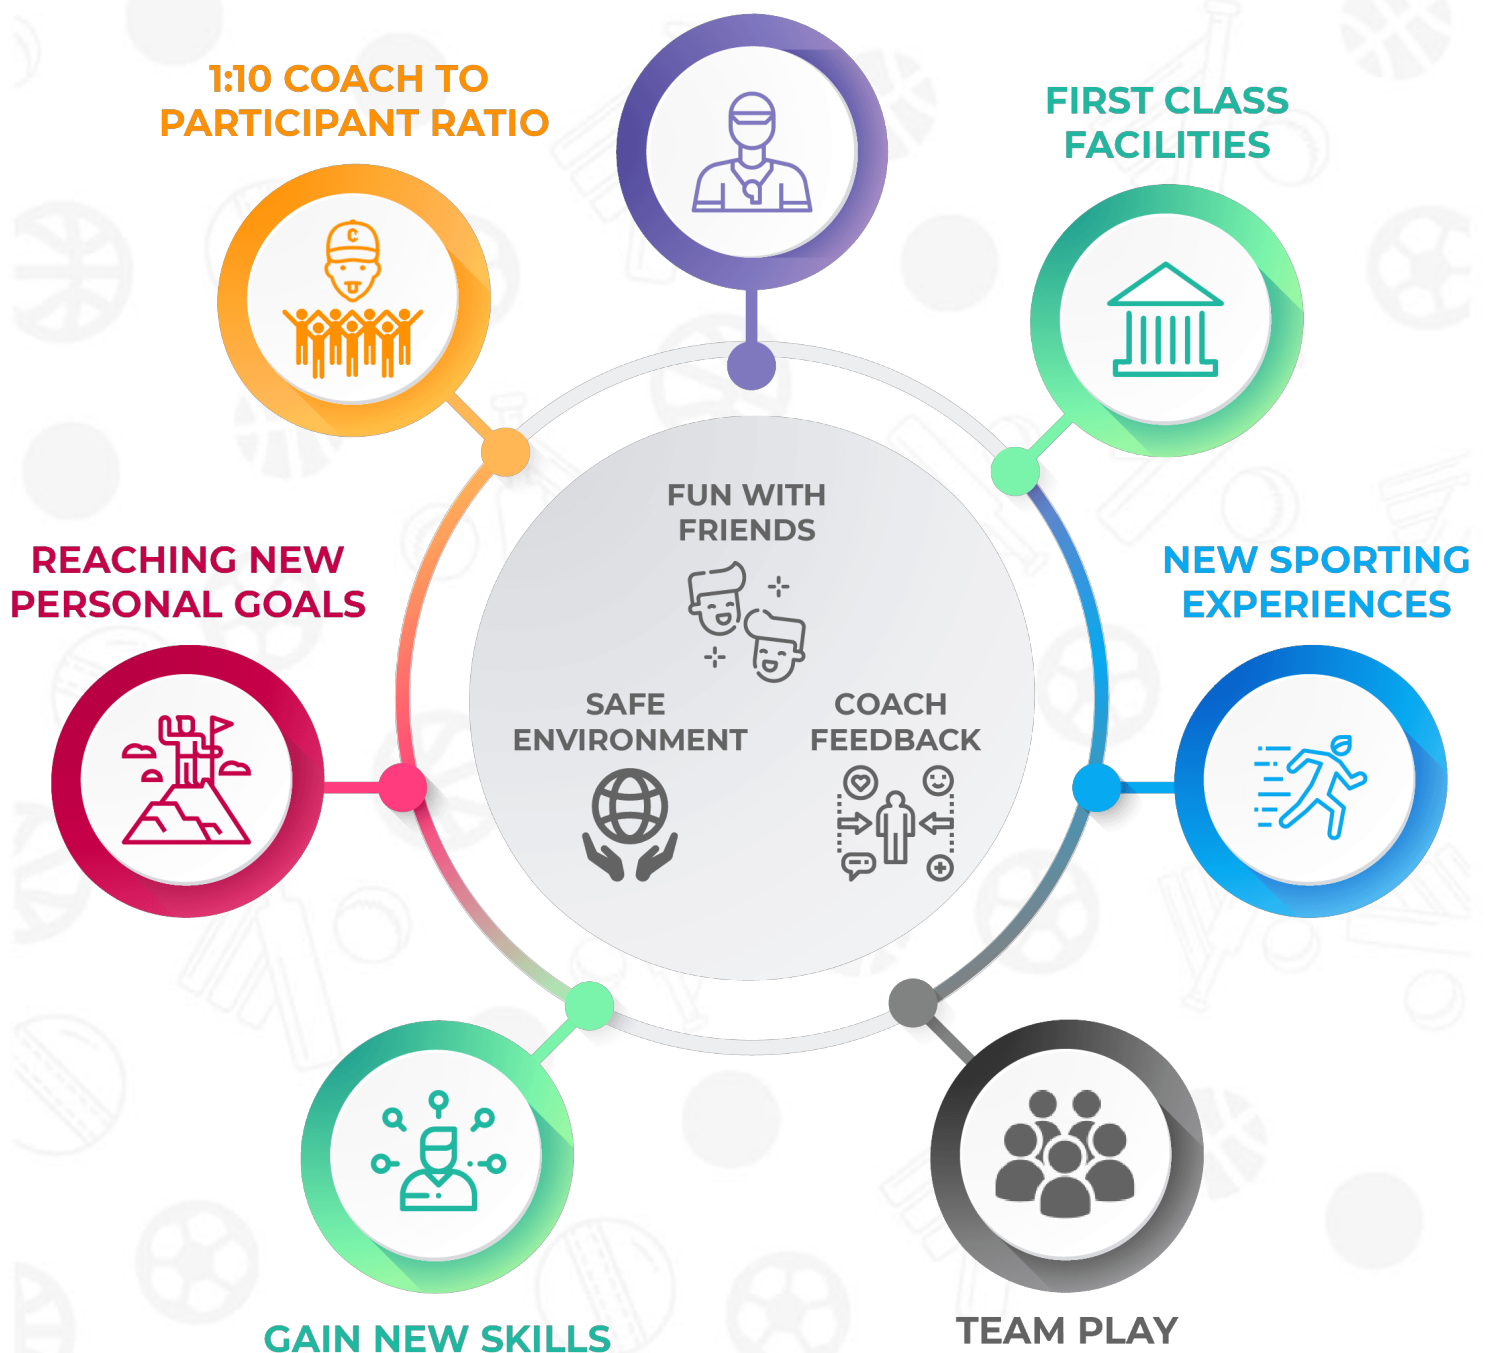 1:10 COACH TO
PARTICIPANT RATIO
C
FIRST CLASS
FACILITIES
FUN WITH
FRIENDS
REACHING NEW
PERSONAL GOALS
NEW SPORTING
EXPERIENCES
SAFE
ENVIRONMENT
COACH
FEEDBACK
GAIN NEW SKILLS
TEAM PLAY